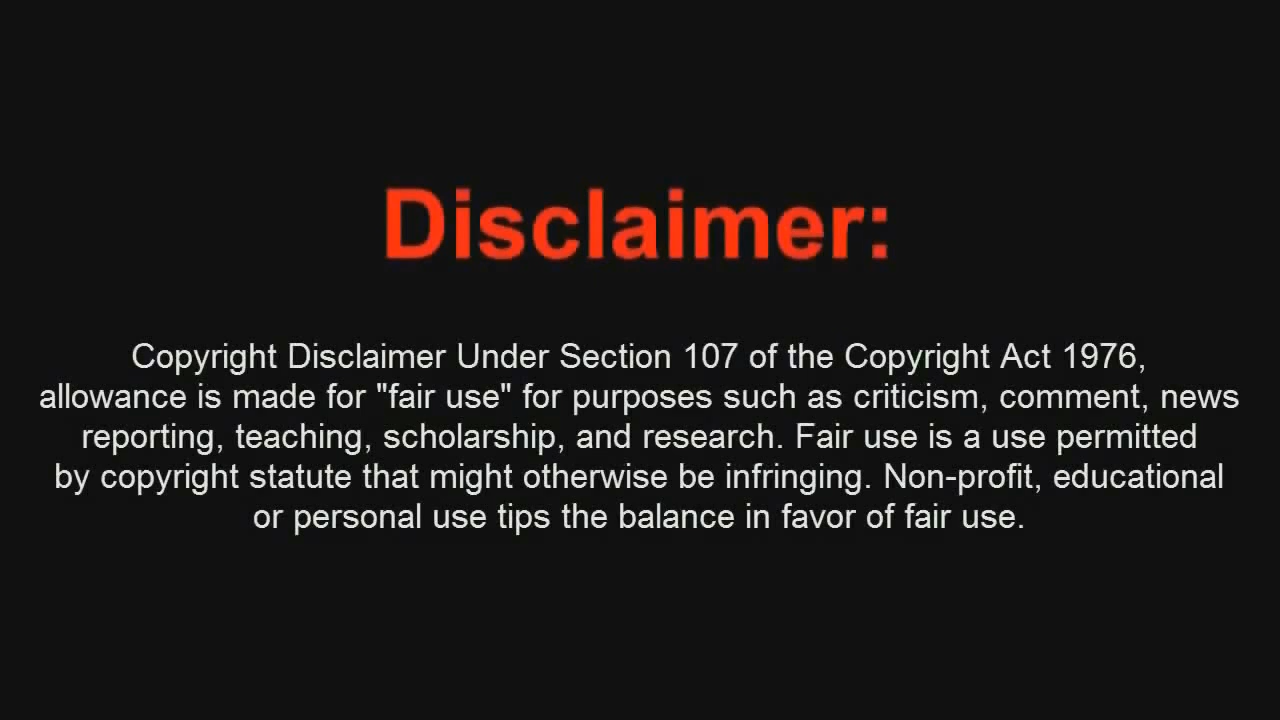 Disclaimer:
Copyright Disclaimer Under Section 107 of the Copyright Act 1976,
allowance is made for "fair use" for purposes such as criticism, comment, news
reporting, teaching, scholarship, and research. Fair use is a use permitted
by copyright statute that might otherwise be infringing. Non-profit, educational
or personal use tips the balance in favor of fair use.